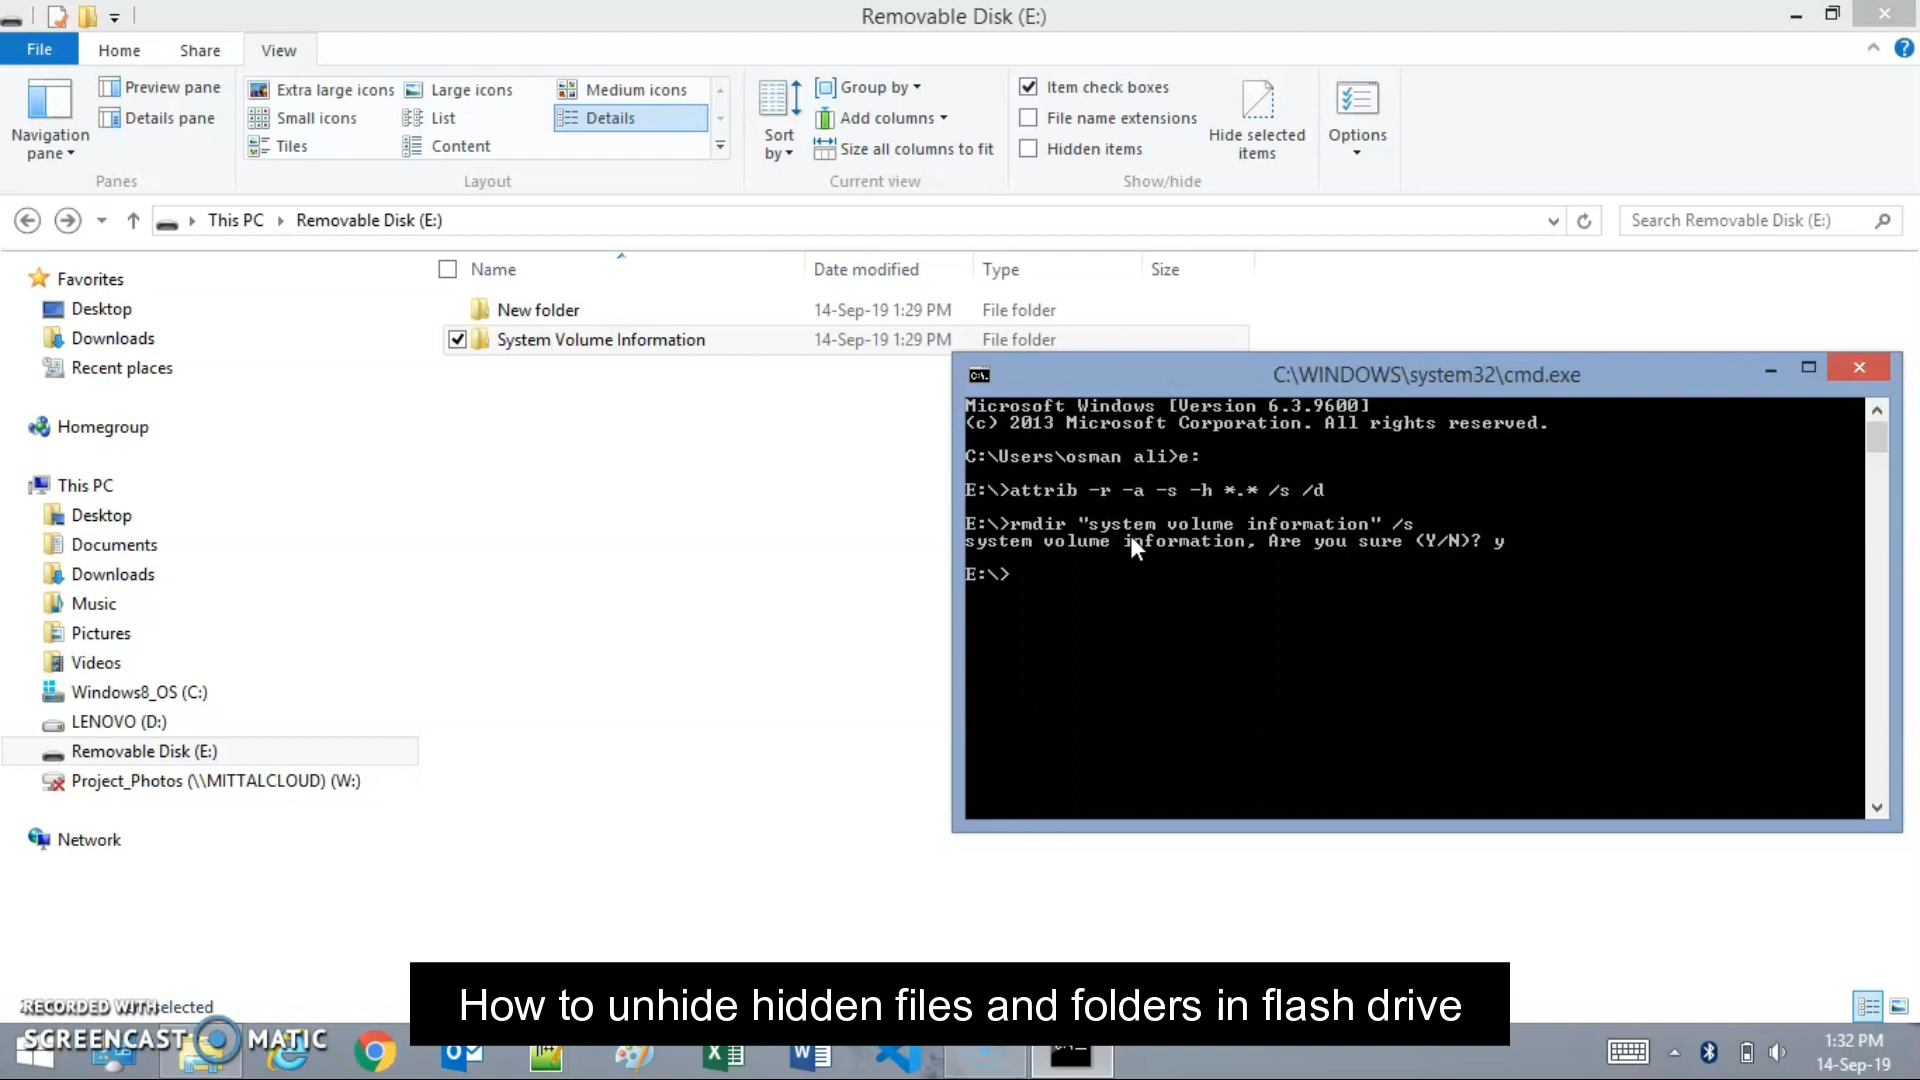 Removable Disk (E:)
File
Home
Share
View
Navigation
pane
Preview pane
Details pane
Panes
Extra large icons
Large icons
Medium icons
Small icons
List
Details
Tiles
Content
Layout
Sort
by
Group by
Add columns
Size all columns to fit
Current view
Item check boxes
File name extensions
Hidden items
Hide selected
items
Show/hide
Options
This PC
Removable Disk (E:)
Search Removable Disk (E:)
Name
Date modified
Type
Size
New folder
14-Sep-19 1:29 PM
File folder
System Volume Information
14-Sep-19 1:29 PM
File folder
Favorites
Desktop
Downloads
Recent places
Homegroup
This PC
Desktop
Documents
Downloads
Music
Pictures
Videos
Windows8_OS (C:)
LENOVO (D:)
Removable Disk (E:)
Project_Photos (\\MITTALCLOUD) (W:)
Network
C:\WINDOWS\system32\cmd.exe
Microsoft Windows [Version 6.3.9600]
(c) 2013 Microsoft Corporation. All rights reserved.
C:\Users\osman ali>e:
E:\>attrib -r -a -s -h *.* /s /d
E:\>rmdir "system volume information" /s
system volume information, Are you sure (Y/N)? y
E:\>
selected
RECORDED WITH
SCREENCAST MATIC
How to unhide hidden files and folders in flash drive
1:32 PM
14-Sep-19